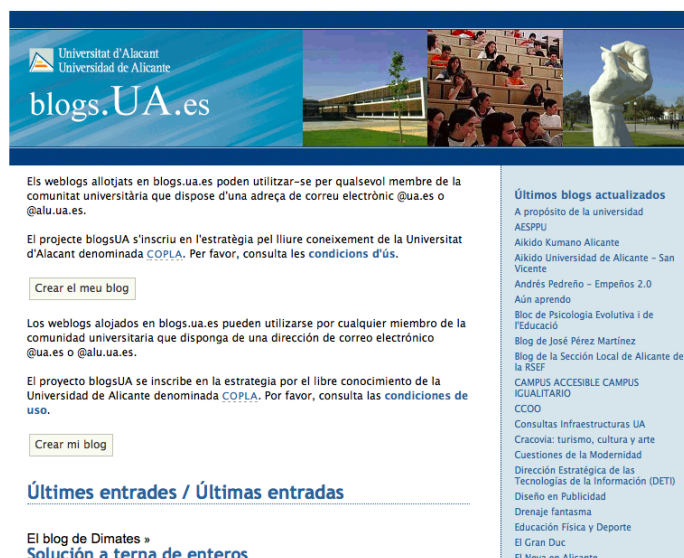 Universitat d'Alacant
Universidad de Alicante
blogs.UA.es
Els weblogs allotjats en blogs.ua.es poden utilitzar-se per qualsevol membre de la
comunitat universitària que dispose d'una adreça de correu electrònic @ua.es o
@alu.ua.es.
El projecte blogsUA s'inscriu en l'estratègia pel lliure coneixement de la Universitat
d'Alacant denominada COPLA. Per favor, consulta les condicions d'ús.
Crear el meu blog
Los weblogs alojados en blogs.ua.es pueden utilizarse por cualquier miembro de la
comunidad universitaria que disponga de una dirección de correo electrónico
@ua.es o @alu.ua.es.
El proyecto blogsUA se inscribe en la estrategia por el libre conocimiento de la
Universidad de Alicante denominada COPLA. Por favor, consulta las condiciones de
uso.
Crear mi blog
Últimes entrades / Últimas entradas
El blog de Dimates »
Solución a terna de enteros
Últimos blogs actualizados
A propósito de la universidad
AESPPU
Aikido Kumano Alicante
Aikido Universidad de Alicante - San
Vicente
Andrés Pedreño - Empeños 2.0
Aún aprendo
Bloc de Psicologia Evolutiva i de
l'Educació
Blog de José Pérez Martínez
Blog de la Sección Local de Alicante de
la RSEF
CAMPUS ACCESIBLE CAMPUS
IGUALITARIO
CCOO
Consultas Infraestructuras UA
Cracovia: turismo, cultura y arte
Cuestiones de la Modernidad
Dirección Estratégica de las
Tecnologías de la Información (DETI)
Diseño en Publicidad
Drenaje fantasma
Educación Física y Deporte
El Gran Duc
El Neva en Alicante